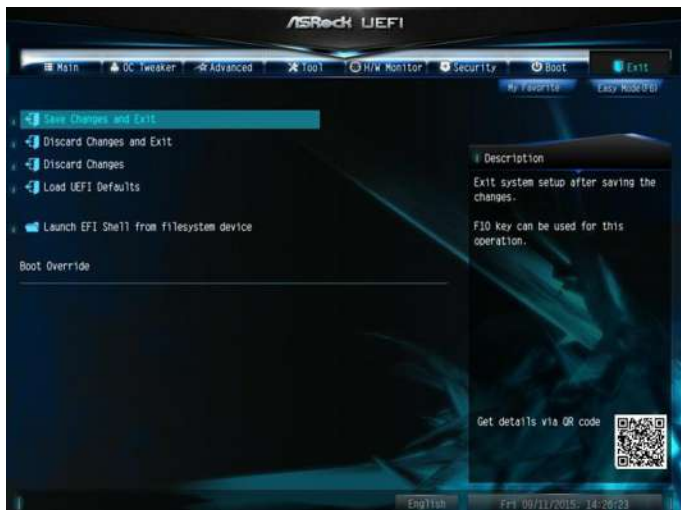 ASRock UEFI
Main OC Tweaker Advanced Tool H/W Monitor Security Boot Exit
My Favorite Easy Mode(F6)
Save Changes and Exit
Discard Changes and Exit
Discard Changes
Load UEFI Defaults
Launch EFI Shell from filesystem device
Boot Override
Description
Exit system setup after saving the
changes.
F10 key can be used for this
operation.
Get details via QR code
English Fri 09/11/2015, 14:26:23